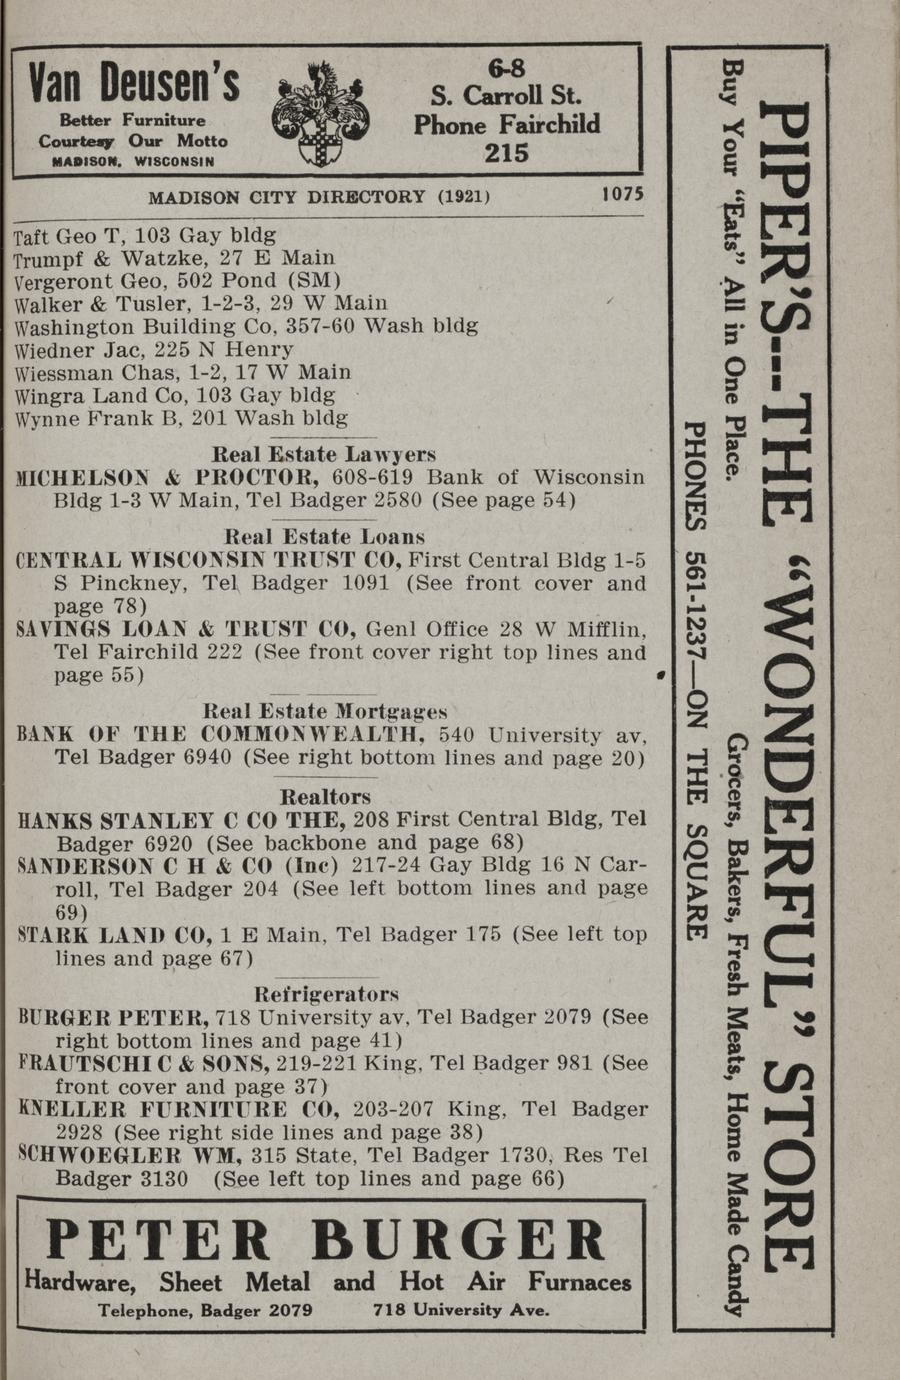 Van Deusen's
Better Furniture
Courtesy Our Motto
MADISON, WISCONSIN
6-8
S. Carroll St.
Phone Fairchild
215
MADISON CITY DIRECTORY (1921) 1075
Taft Geo T, 103 Gay bldg
Trumpf & Watzke, 27 E Main
Vergeront Geo, 502 Pond (SM)
Walker & Tusler, 1-2-3, 29 W Main
Washington Building Co, 357-60 Wash bldg
Wiedner Jac, 225 N Henry
Wiessman Chas, 1-2, 17 W Main
Wingra Land Co, 103 Gay bldg
Wynne Frank B, 201 Wash bldg
Real Estate Lawyers
MICHELSON & PROCTOR, 608-619 Bank of Wisconsin
Bldg 1-3 W Main, Tel Badger 2580 (See page 54)
Real Estate Loans
CENTRAL WISCONSIN TRUST CO, First Central Bldg 1-5
S Pinckney, Tel Badger 1091 (See front cover and
page 78)
SAVINGS LOAN & TRUST CO, Genl Office 28 W Mifflin,
Tel Fairchild 222 (See front cover right top lines and
page 55)
Real Estate Mortgages
BANK OF THE COMMONWEALTH, 540 University av,
Tel Badger 6940 (See right bottom lines and page 20)
Realtors
HANKS STANLEY C CO THE, 208 First Central Bldg, Tel
Badger 6920 (See backbone and page 68)
SANDERSON C H & CO (Inc) 217-24 Gay Bldg 16 N Car-
roll, Tel Badger 204 (See left bottom lines and page
69)
STARK LAND CO, 1 E Main, Tel Badger 175 (See left top
lines and page 67)
Refrigerators
BURGER PETER, 718 University av, Tel Badger 2079 (See
right bottom lines and page 41)
FRAUTSCHI C & SONS, 219-221 King, Tel Badger 981 (See
front cover and page 37)
KNELLER FURNITURE CO, 203-207 King, Tel Badger
2928 (See right side lines and page 38)
SCHWOEGLER WM, 315 State, Tel Badger 1730, Res Tel
Badger 3130 (See left top lines and page 66)
PETER BURGER
Hardware, Sheet Metal and Hot Air Furnaces
Telephone, Badger 2079 718 University Ave.
PIPER'S---THE "WONDERFUL" STORE
Buy Your "Eats" All in One Place. Grocers, Bakers, Fresh Meats, Home Made Candy
PHONES 561-1237—ON THE SQUARE